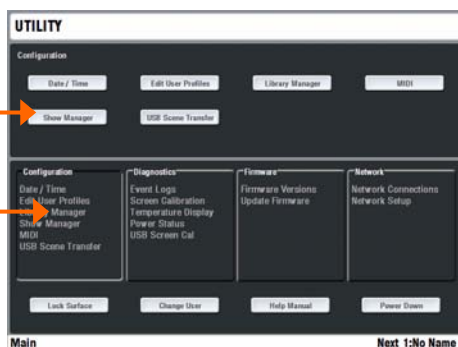 UTILITY
Configuration
Date / Time
Edit User Profiles
Library Manager
MIDI
Show Manager
USB Scene Transfer
Configuration
Date / Time
Edit User Profiles
Manager
Show Manager
MIDI
USB Scene Transfer
Diagnostics
Event Logs
Screen Calibration
Temperature Display
Power Status
USB Screen Cal
Firmware
Firmware Versions
Update Firmware
Network
Network Connections
Network Setup
Lock Surface
Change User
Help Manual
Power Down
Main
Next 1:No Name